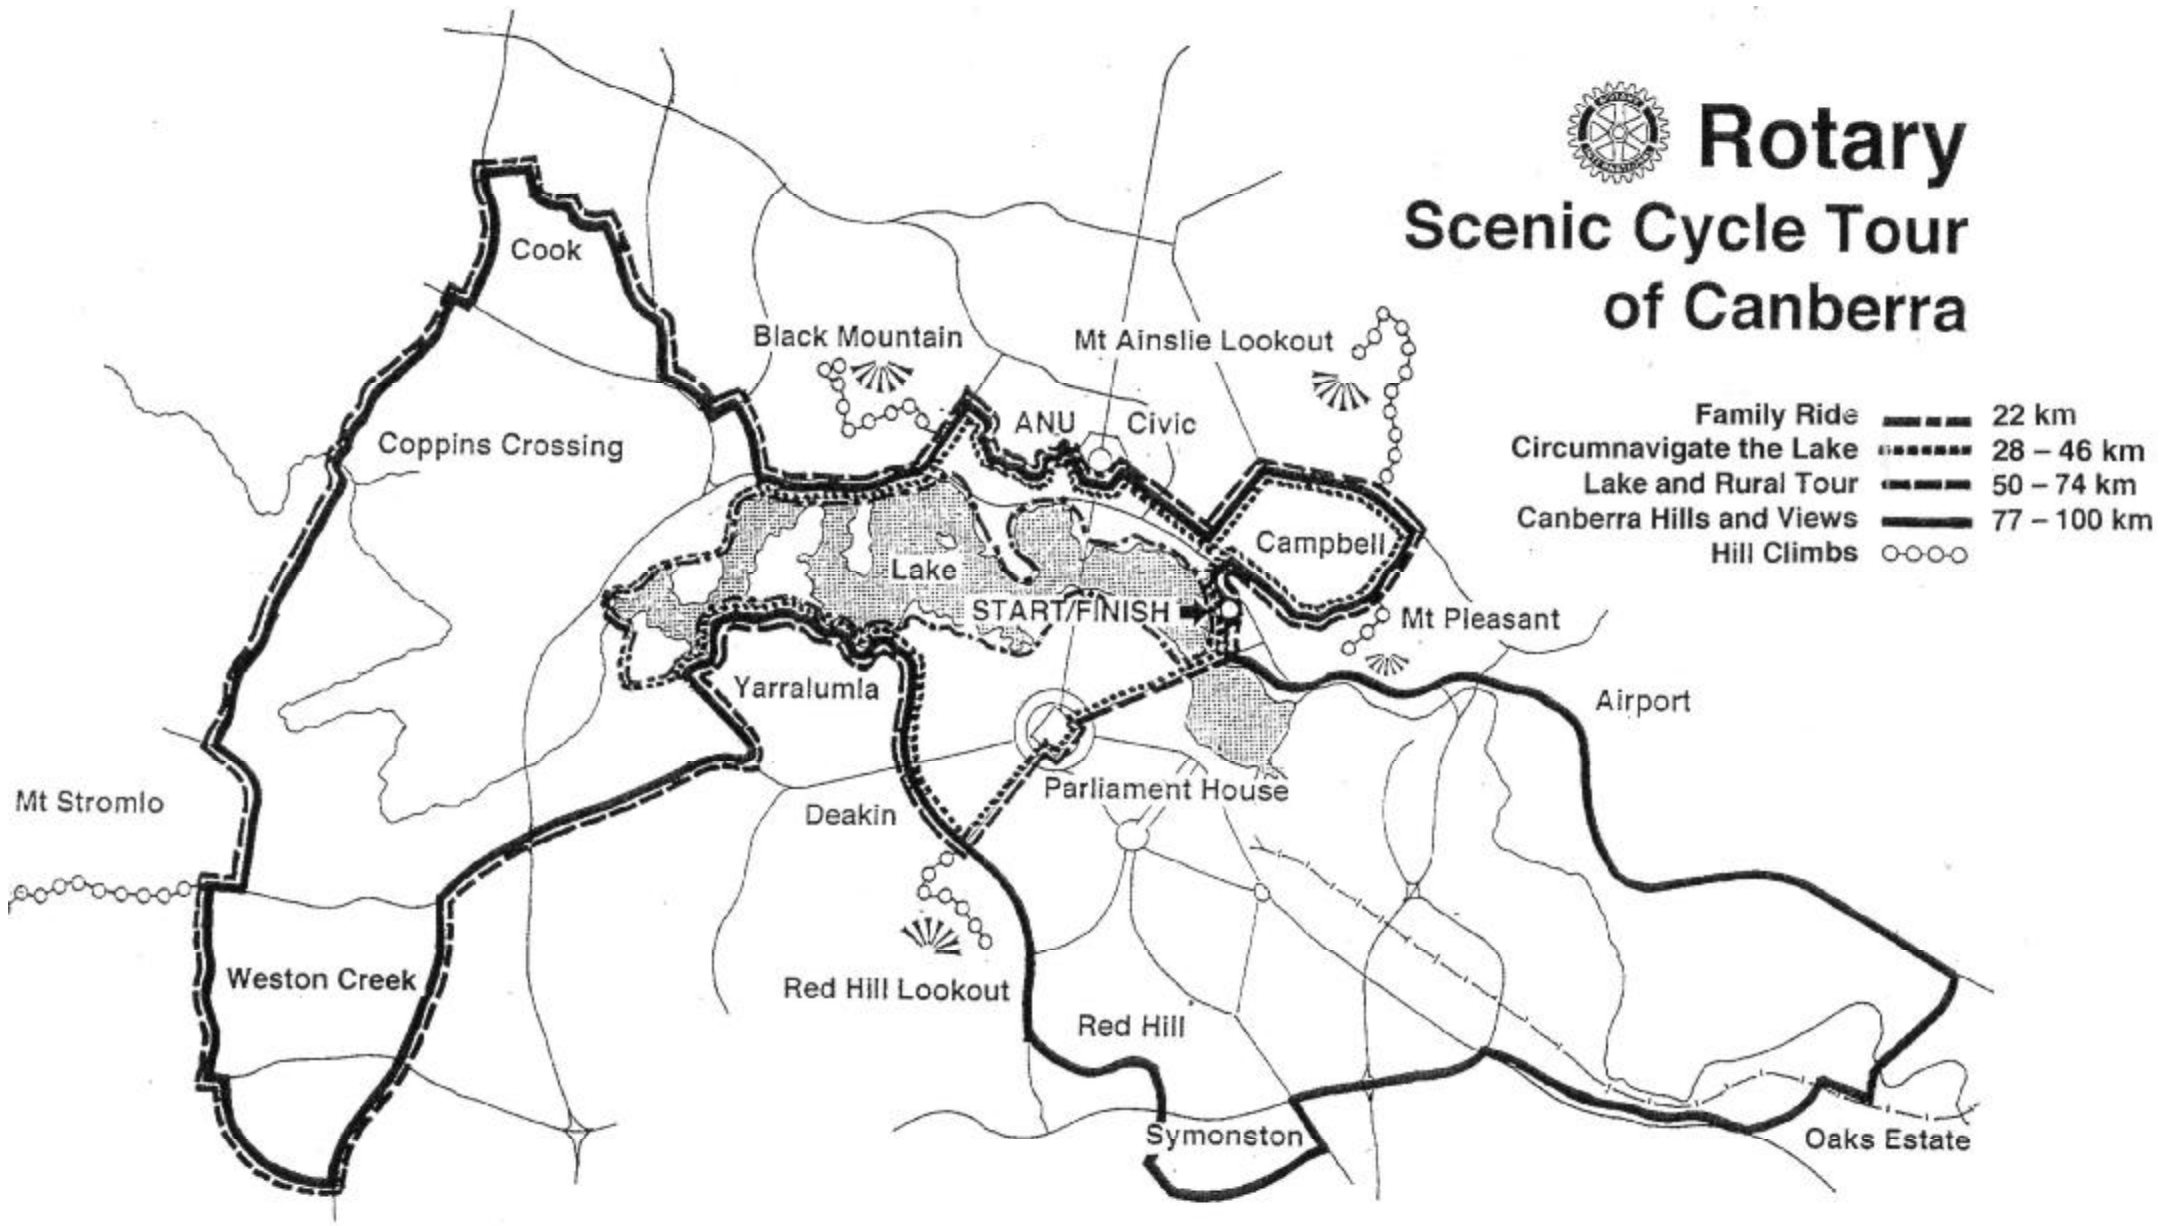 Rotary
Scenic Cycle Tour
of Canberra
Family Ride 22 km
Circumnavigate the Lake 28 – 46 km
Lake and Rural Tour 50 – 74 km
Canberra Hills and Views 77 – 100 km
Hill Climbs
Cook
Black Mountain
Mt Ainslie Lookout
ANU
Civic
Coppins Crossing
Campbell
Lake
START/FINISH
Mt Pleasant
Yarralumla
Airport
Mt Stromlo
Parliament House
Deakin
Weston Creek
Red Hill Lookout
Red Hill
Symonston
Oaks Estate